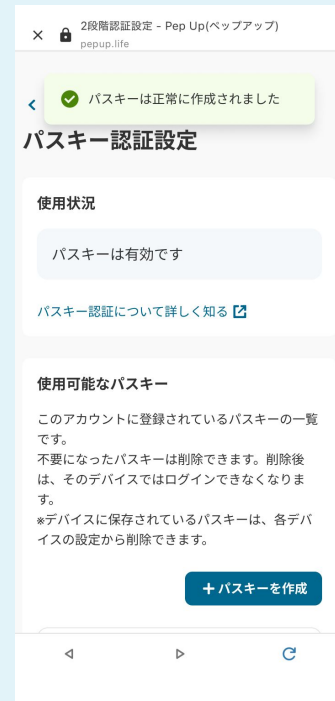 2段階認証設定 - Pep Up(ペップアップ)
pepup.life
パスキーは正常に作成されました
パスキー認証設定
使用状況
パスキーは有効です
パスキー認証について詳しく知る
使用可能なパスキー
このアカウントに登録されているパスキーの一覧
です。
不要になったパスキーは削除できます。削除後
は、そのデバイスではログインできなくなりま
す。
※デバイスに保存されているパスキーは、各デバ
イスの設定から削除できます。
+パスキーを作成